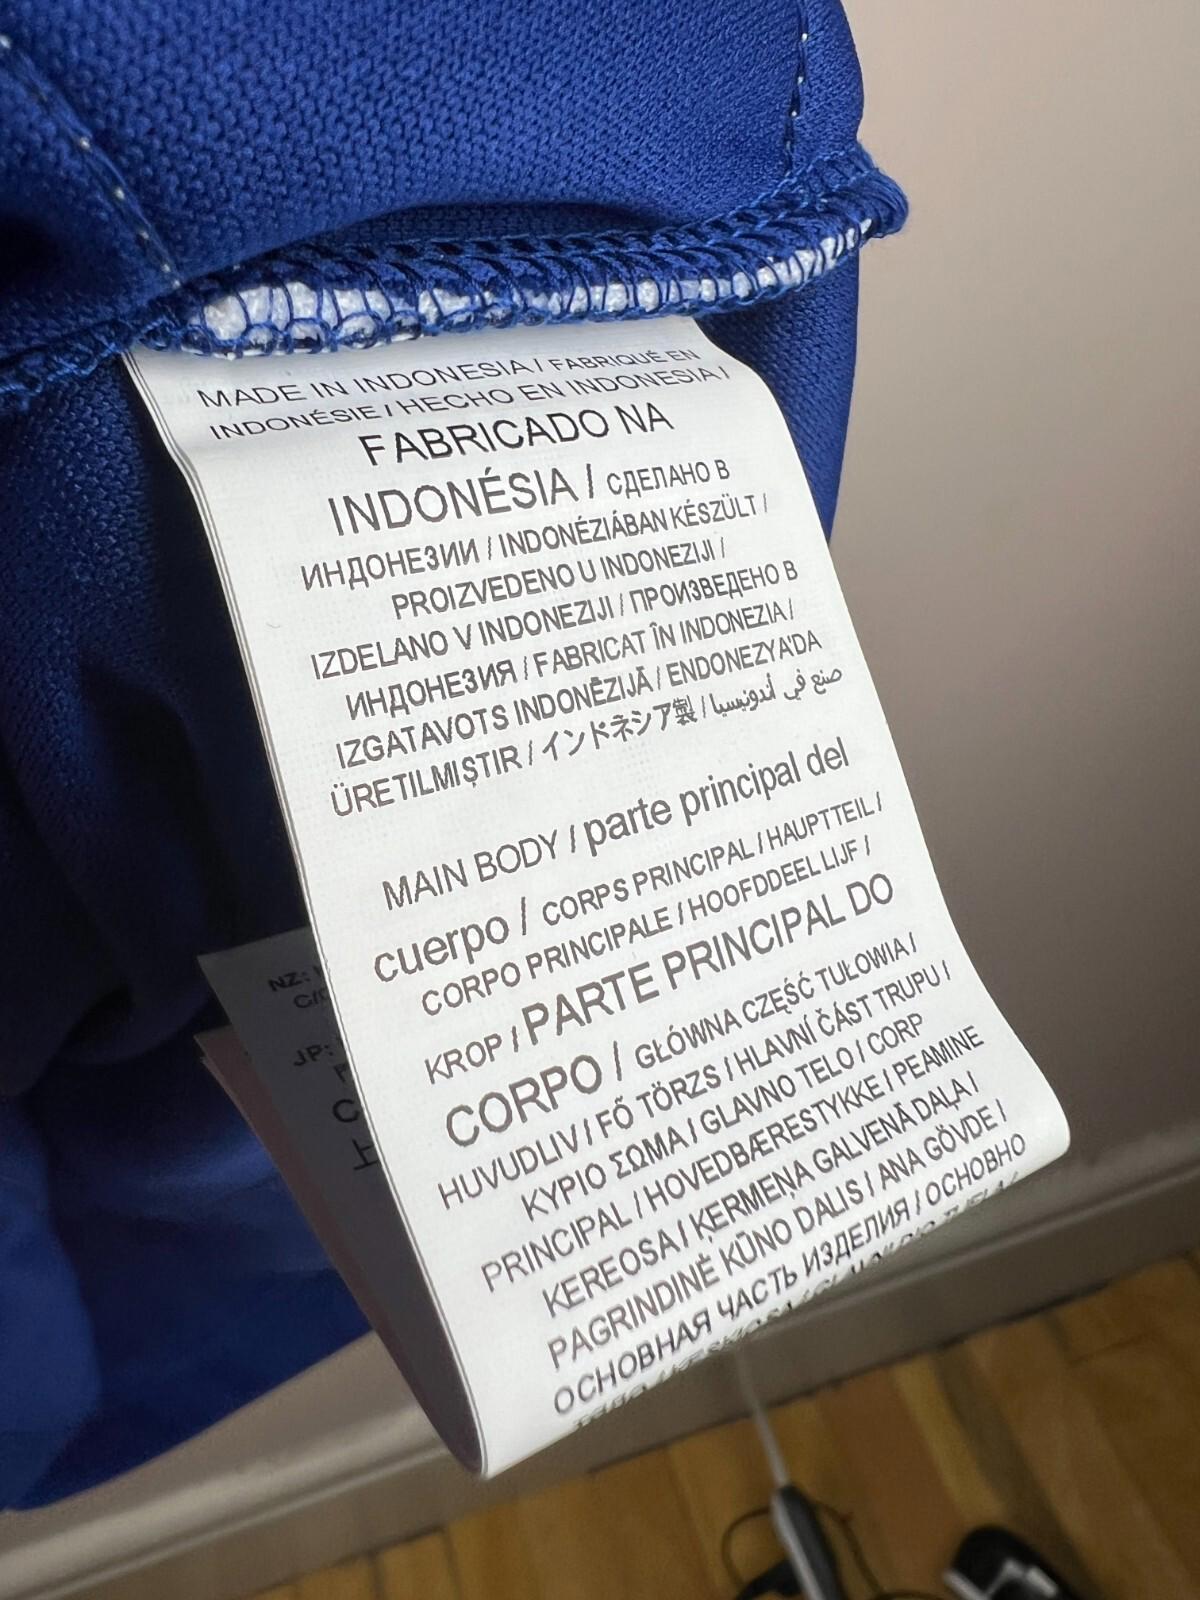 MADE IN INDONESIA / FABRIQUÉ EN
INDONÉSIE / HECHO EN INDONESIA /
FABRICADO NA
INDONÉSIA / СДЕЛАНО В
ИНДОНЕЗИИ / INDONÉZIÁBAN KÉSZÜLT /
PROIZVEDENO U INDONEZIJI /
IZDELANO V INDONEZIJI / ПРОИЗВЕДЕНО В
ИНДОНЕЗИЯ / FABRICAT ÎN INDONEZIA /
IZGATAVOTS INDONĒZIJĀ / ENDONEZYA'DA
ÜRETILMIŞTIR / インドネシア製 / صنع في أندونيسيا
MAIN BODY / parte principal del
cuerpo / CORPS PRINCIPAL / HAUPTTEIL /
CORPO PRINCIPALE / HOOFDDEEL LIJF /
KROP / PARTE PRINCIPAL DO
CORPO / GŁÓWNA CZĘŚĆ TUŁOWIA /
HUVUDLIV / FŐ TÖRZS / HLAVNÍ ČÁST TRUPU /
ΚΥΡΙΟ ΣΩΜΑ / GLAVNO TELO / CORP
PRINCIPAL / HOVEDBÆRESTYKKE / PEAMINE
KEREOSA / ĶERMEŅA GALVENĀ DAĻA /
PAGRINDINĖ KŪNO DALIS / ANA GÖVDE /
ОСНОВНАЯ ЧАСТЬ ИЗДЕЛИЯ / ОСНОВНО
NZ:
JP: